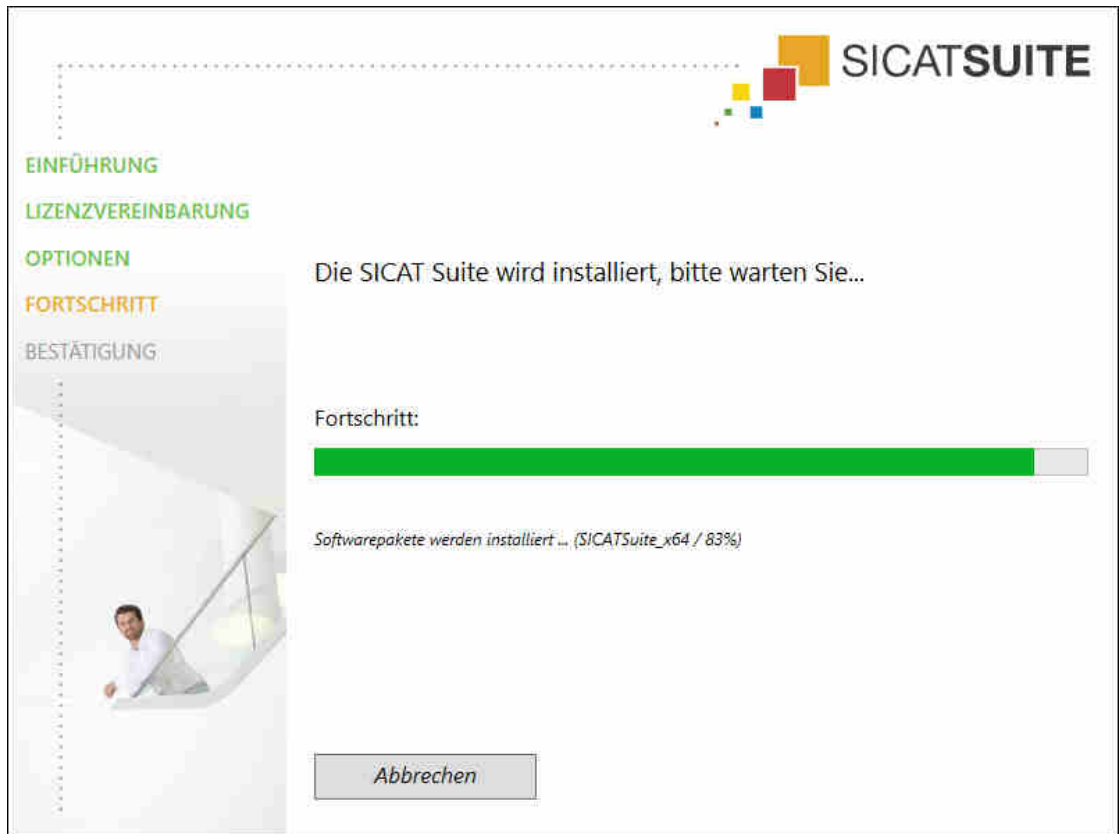 SICATSUITE
EINFÜHRUNG
LIZENZVEREINBARUNG
OPTIONEN
FORTSCHRITT
BESTÄTIGUNG
Die SICAT Suite wird installiert, bitte warten Sie...
Fortschritt:
Softwarepakete werden installiert ... (SICATSuite_x64 / 83%)
Abbrechen